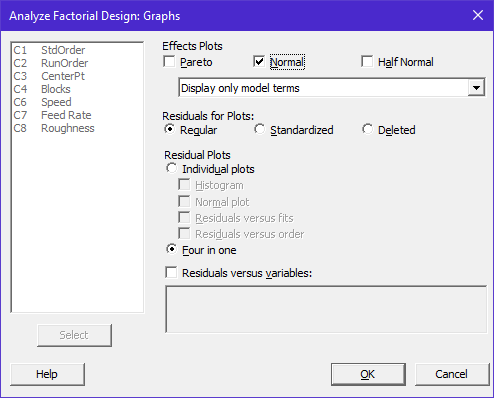 Analyze Factorial Design: Graphs
C1 StdOrder
C2 RunOrder
C3 CenterPt
C4 Blocks
C6 Speed
C7 Feed Rate
C8 Roughness
Select
Effects Plots
Pareto Normal Half Normal
Display only model terms
Residuals for Plots:
Regular Standardized Deleted
Residual Plots
Individual plots
Histogram
Normal plot
Residuals versus fits
Residuals versus order
Four in one
Residuals versus variables:
Help OK Cancel